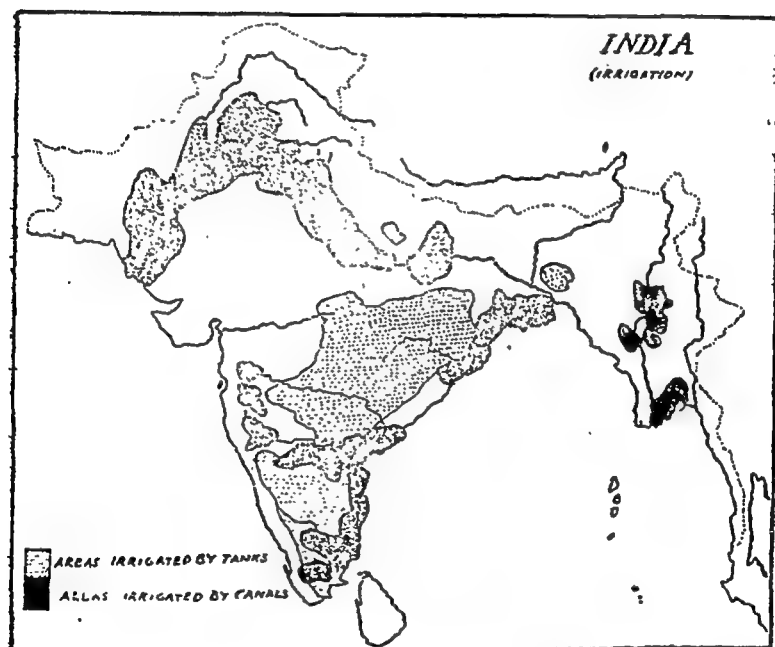 INDIA
(IRRIGATION)
AREAS IRRIGATED BY TANKS
ALLAS IRRIGATED BY CANALS